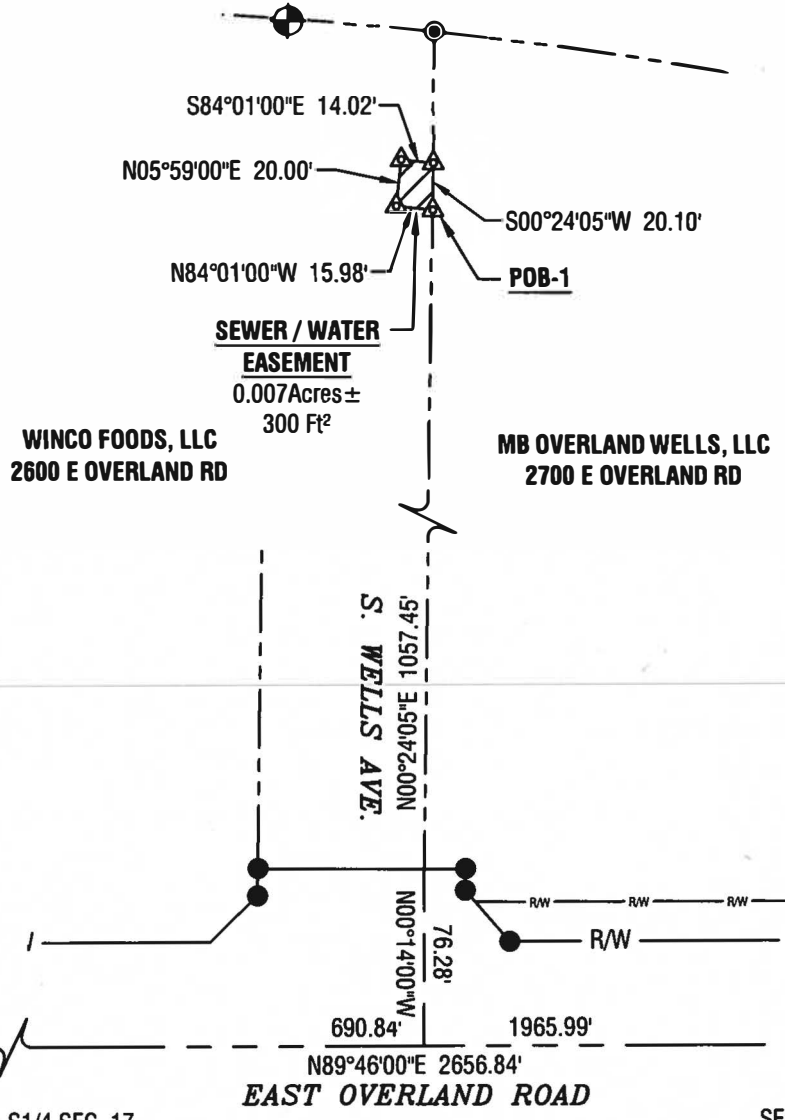 S84°01'00"E 14.02'
N05°59'00"E 20.00'
S00°24'05"W 20.10'
N84°01'00"W 15.98'
POB-1
SEWER / WATER
EASEMENT
0.007Acres±
300 Ft²
WINCO FOODS, LLC
2600 E OVERLAND RD
MB OVERLAND WELLS, LLC
2700 E OVERLAND RD
S. WELLS AVE.
N00°24'05"E 1057.45'
R/W R/W R/W
R/W
N00°14'00"W
76.28'
690.84' 1965.99'
N89°46'00"E 2656.84'
EAST OVERLAND ROAD
S1/4 SEC. 17